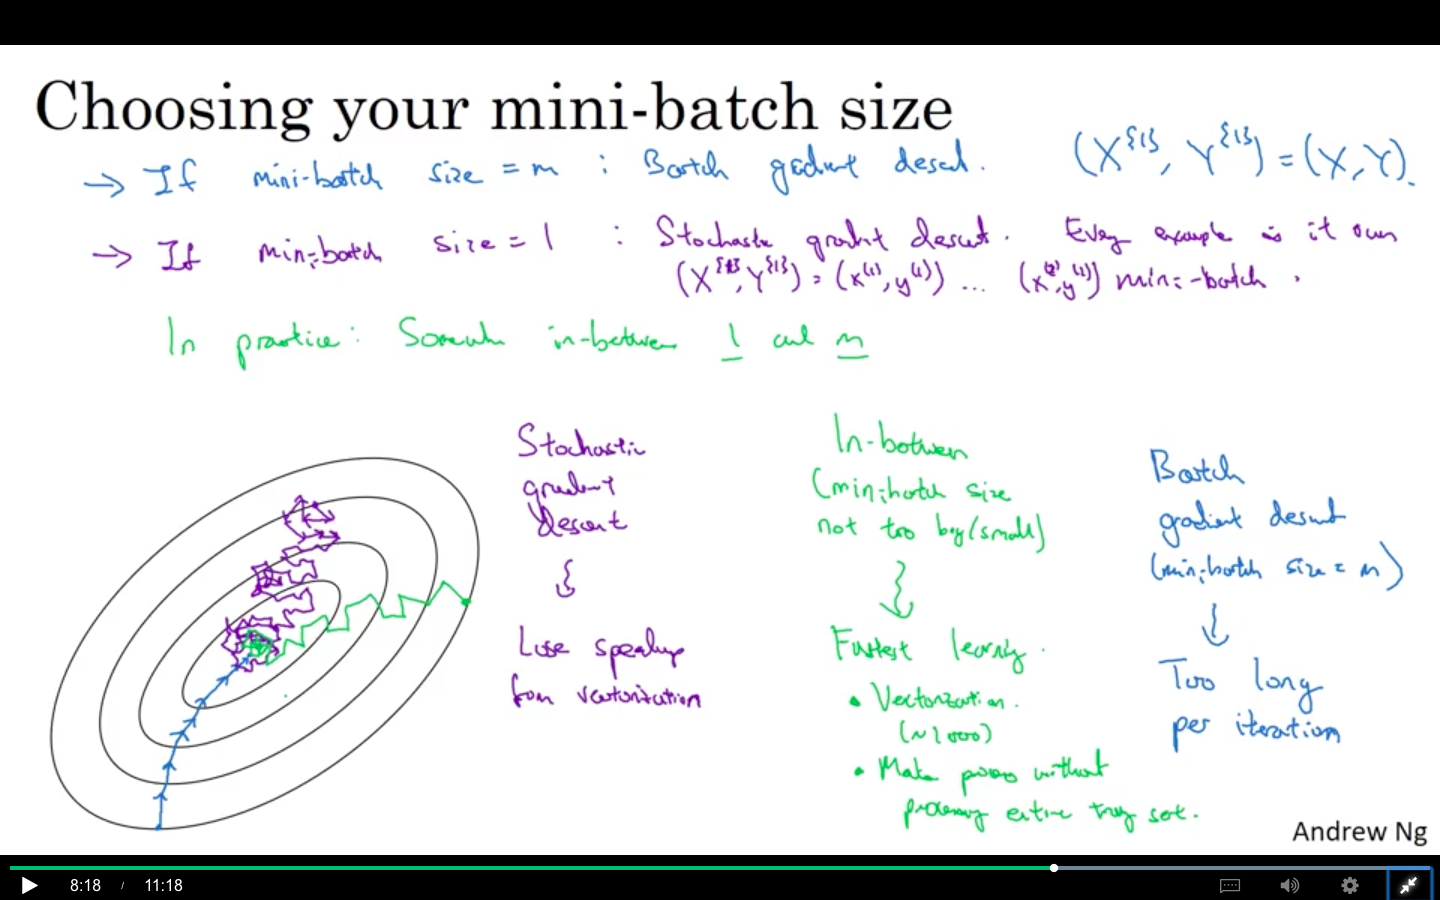 Choosing your mini-batch size
→ If mini-batch size = m : Batch gradient descent. (X^{1}, Y^{1}) = (X, Y).
→ If mini-batch size = 1 : Stochastic gradient descent. Every example is it own
(X^{1}, Y^{1}) = (x^(1), y^(1)) ... (x^(2), y^(2)) mini-batch.
In practice: Somewhere in-between 1 and m
Stochastic
gradient
descent
Lose speedup
from vectorization
In-between
(mini-batch size
not too big/small)
Fastest learning.
• Vectorization.
(~1000)
• Make progress without
processing entire training set.
Batch
gradient descent
(mini-batch size = m)
Too long
per iteration
Andrew Ng
8:18 / 11:18